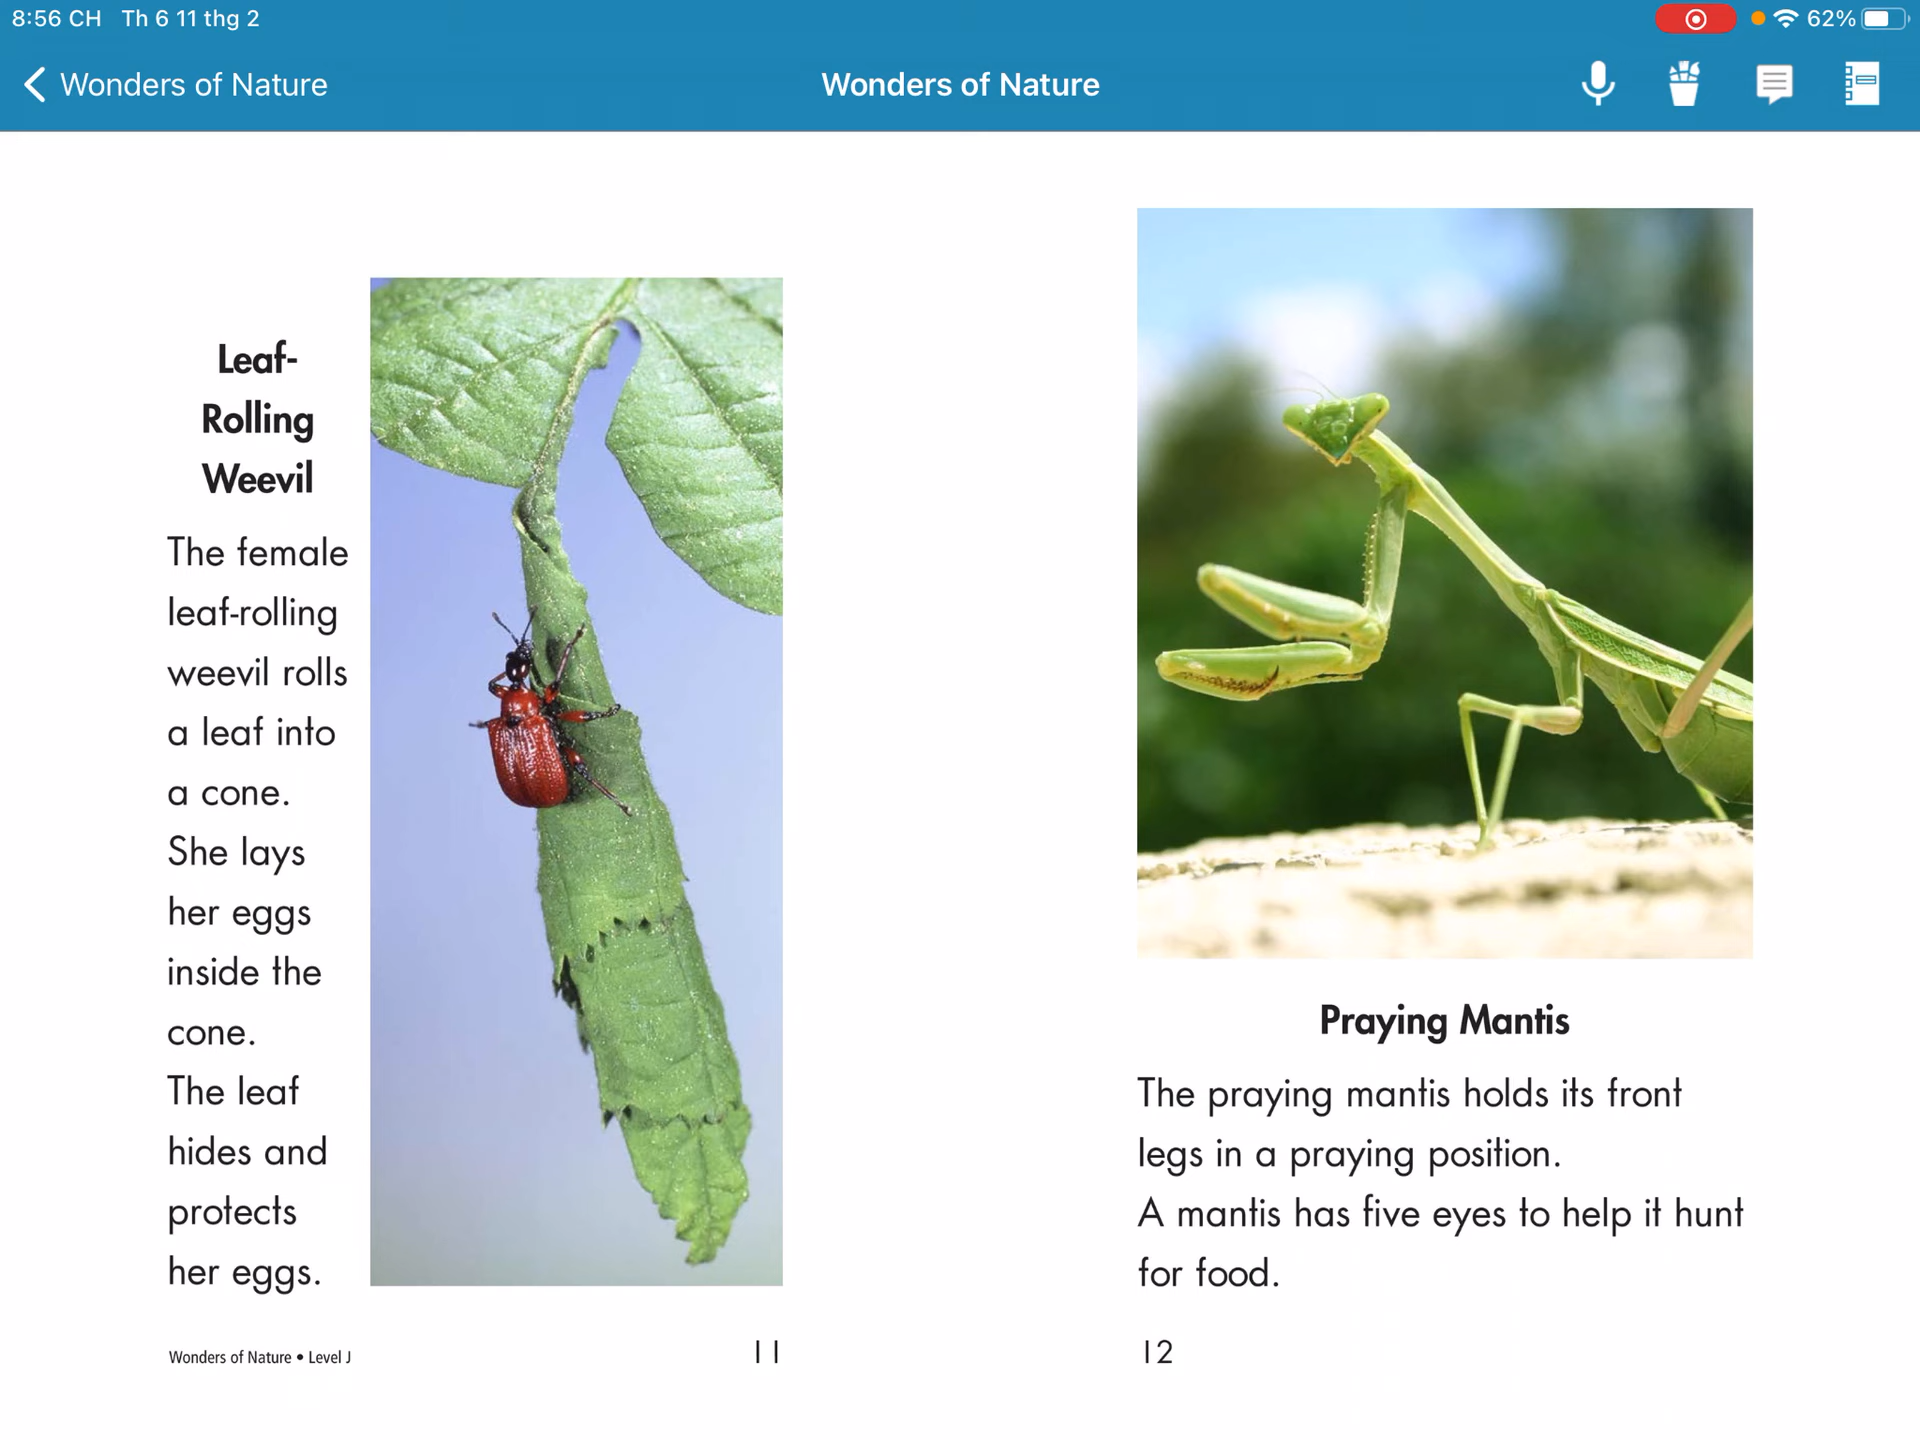 8:56 CH Th 6 11 thg 2
62%
Wonders of Nature
Wonders of Nature
Leaf-
Rolling
Weevil
The female
leaf-rolling
weevil rolls
a leaf into
a cone.
She lays
her eggs
inside the
cone.
The leaf
hides and
protects
her eggs.
Wonders of Nature • Level J
11
Praying Mantis
The praying mantis holds its front
legs in a praying position.
A mantis has five eyes to help it hunt
for food.
12